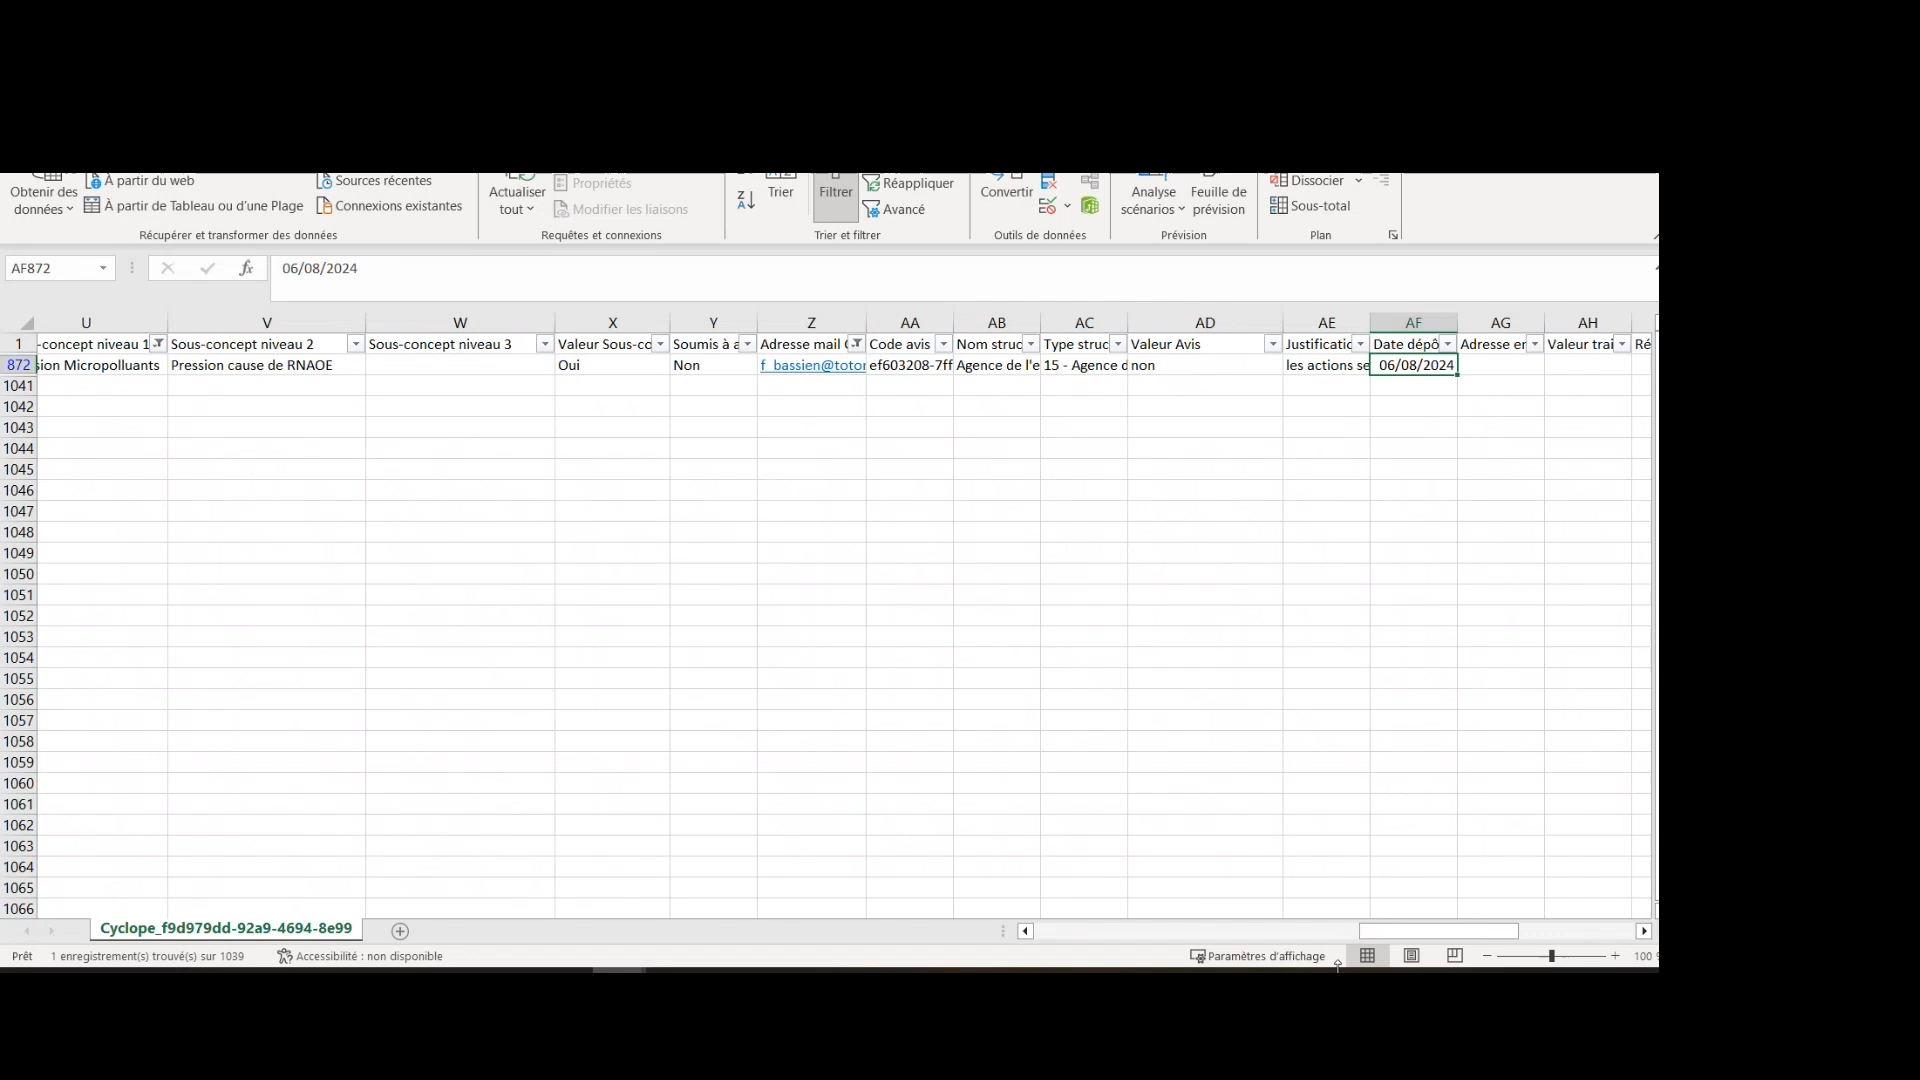 Obtenir des données
À partir du web
À partir de Tableau ou d’une Plage
Sources récentes
Connexions existantes
Récupérer et transformer des données
Actualiser tout
Propriétés
Modifier les liaisons
Requêtes et connexions
Trier
Filtrer
Réappliquer
Avancé
Trier et filtrer
Convertir
Outils de données
Analyse scénarios
Feuille de prévision
Prévision
Dissocier
Sous-total
Plan
AF872
fx
06/08/2024
U V W X Y Z AA AB AC AD AE AF AG AH
1 -concept niveau 1 Sous-concept niveau 2 Sous-concept niveau 3 Valeur Sous-co Soumis à a Adresse mail Code avis Nom struc Type struc Valeur Avis Justificatic Date dépô Adresse er Valeur trai Ré
872 sion Micropolluants Pression cause de RNAOE Oui Non f_bassien@totor ef603208-7ff Agence de l'e 15 - Agence d non les actions se 06/08/2024
1041
1042
1043
1044
1045
1046
1047
1048
1049
1050
1051
1052
1053
1054
1055
1056
1057
1058
1059
1060
1061
1062
1063
1064
1065
1066
Cyclope_f9d979dd-92a9-4694-8e99
Prêt 1 enregistrement(s) trouvé(s) sur 1039 Accessibilité : non disponible Paramètres d’affichage 100